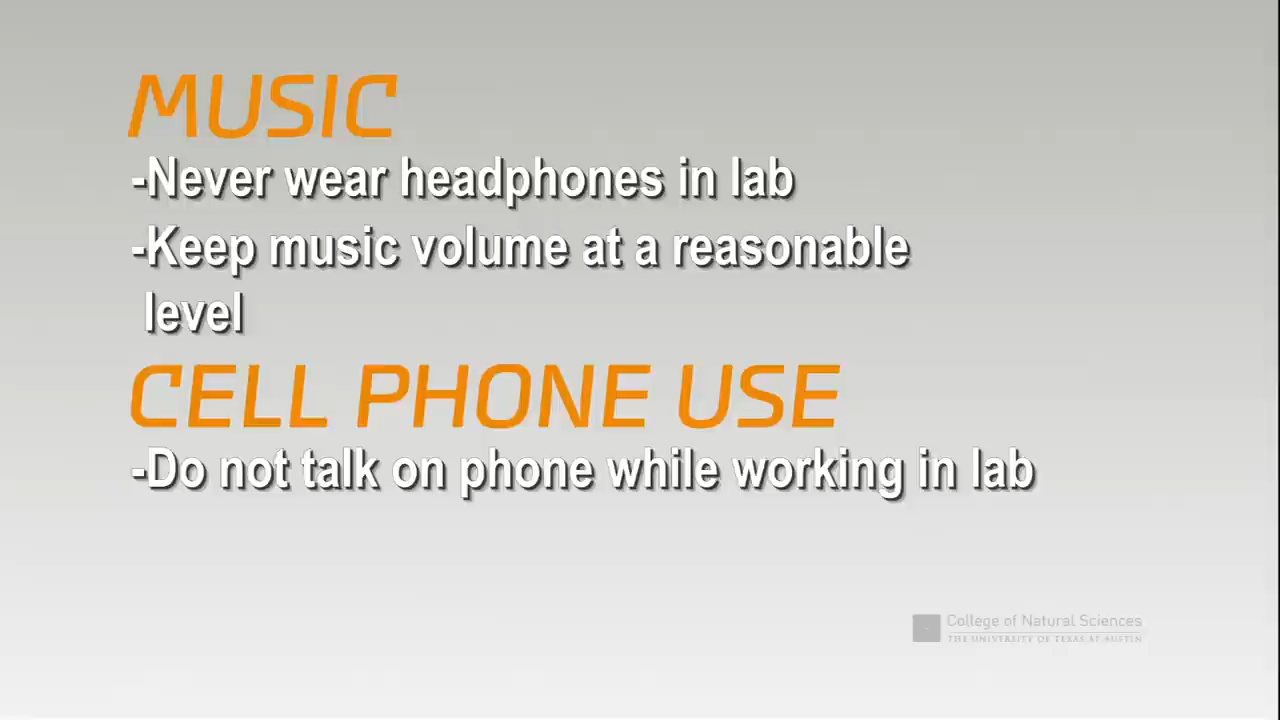 MUSIC
-Never wear headphones in lab
-Keep music volume at a reasonable
level
CELL PHONE USE
-Do not talk on phone while working in lab
College of Natural Sciences
THE UNIVERSITY OF TEXAS AT AUSTIN